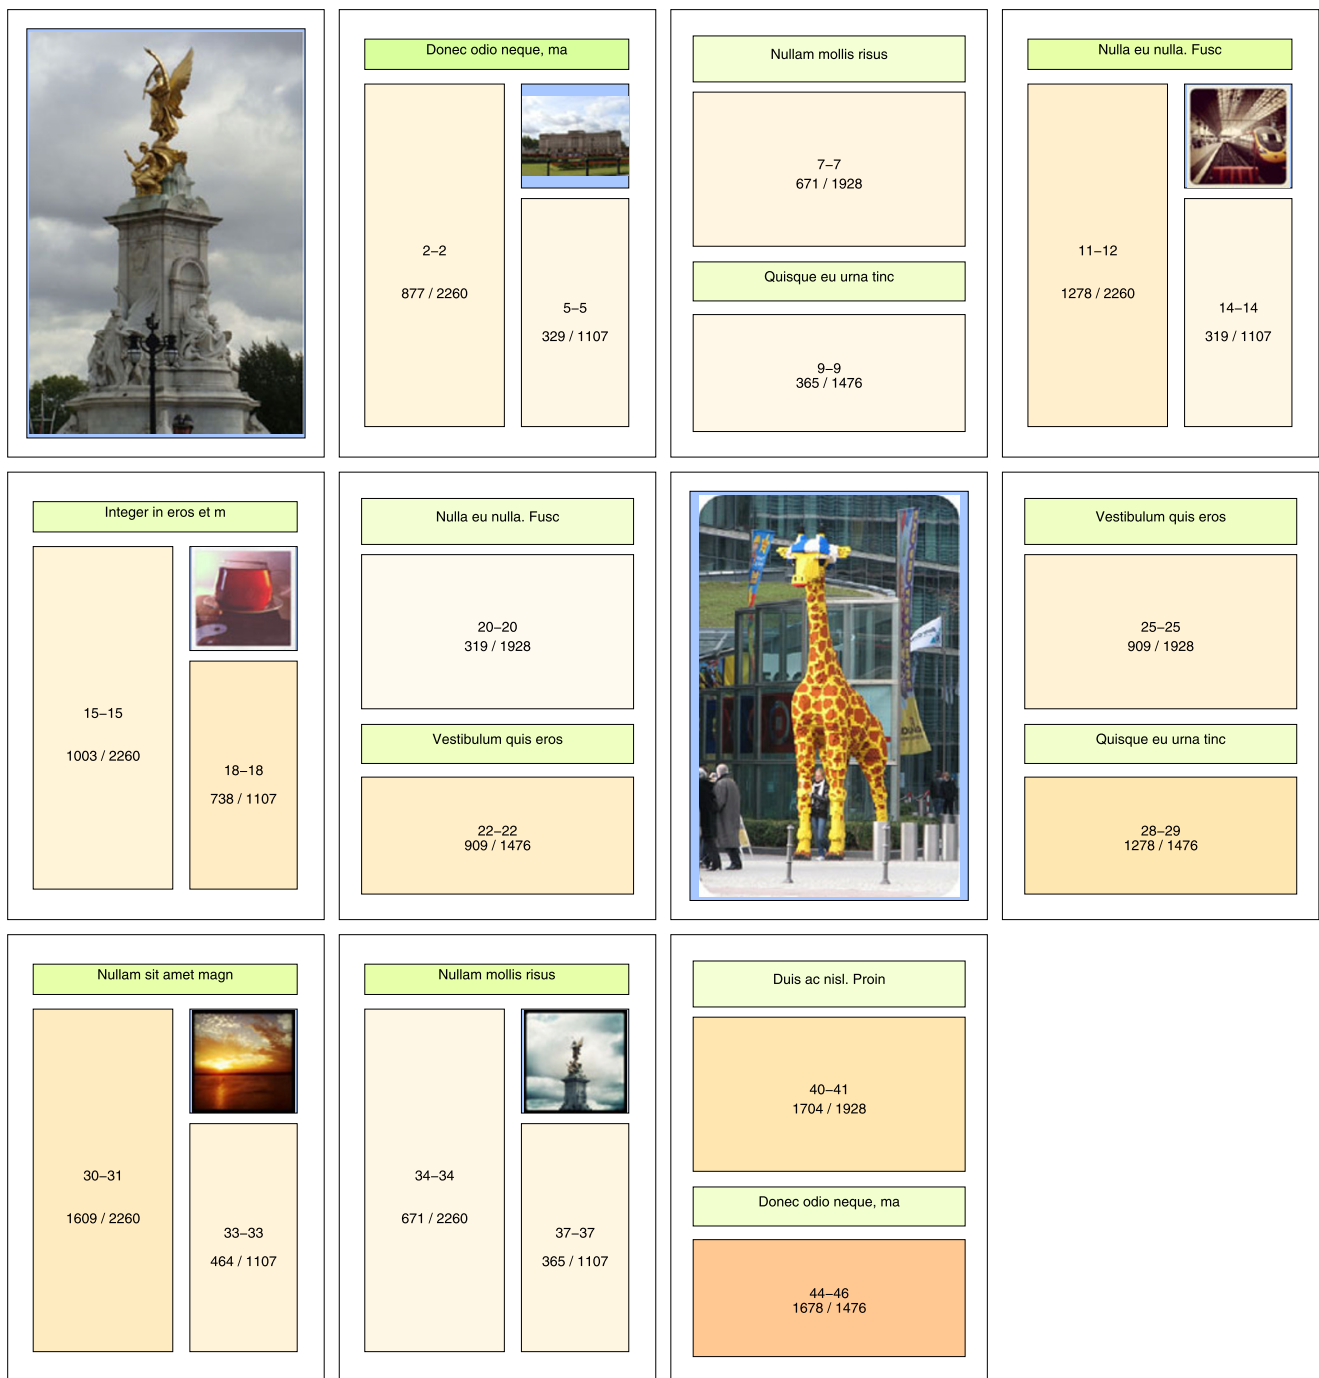 Donec odio neque, ma
2–2
877 / 2260
5–5
329 / 1107
Nullam mollis risus
7–7
671 / 1928
Quisque eu urna tinc
9–9
365 / 1476
Nulla eu nulla. Fusc
11–12
1278 / 2260
14–14
319 / 1107
Integer in eros et m
15–15
1003 / 2260
18–18
738 / 1107
Nulla eu nulla. Fusc
20–20
319 / 1928
Vestibulum quis eros
22–22
909 / 1476
Vestibulum quis eros
25–25
909 / 1928
Quisque eu urna tinc
28–29
1278 / 1476
Nullam sit amet magn
30–31
1609 / 2260
33–33
464 / 1107
Nullam mollis risus
34–34
671 / 2260
37–37
365 / 1107
Duis ac nisl. Proin
40–41
1704 / 1928
Donec odio neque, ma
44–46
1678 / 1476